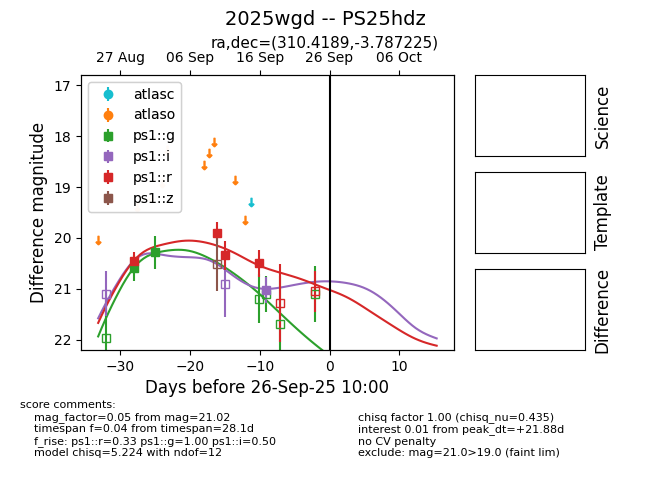 2025wgd -- PS25hdz
ra,dec=(310.4189,-3.787225)
27 Aug 06 Sep 16 Sep 26 Sep 06 Oct
atlasc
atlaso
ps1::g
ps1::i
ps1::r
ps1::z
17
18
19
20
21
22
Difference magnitude
−30 −20 −10 0 10
Days before 26-Sep-25 10:00
Science
Template
Difference
score comments:
mag_factor=0.05 from mag=21.02
timespan f=0.04 from timespan=28.1d
f_rise: ps1::r=0.33 ps1::g=1.00 ps1::i=0.50
model chisq=5.224 with ndof=12
chisq factor 1.00 (chisq_nu=0.435)
interest 0.01 from peak_dt=+21.88d
no CV penalty
exclude: mag=21.0>19.0 (faint lim)